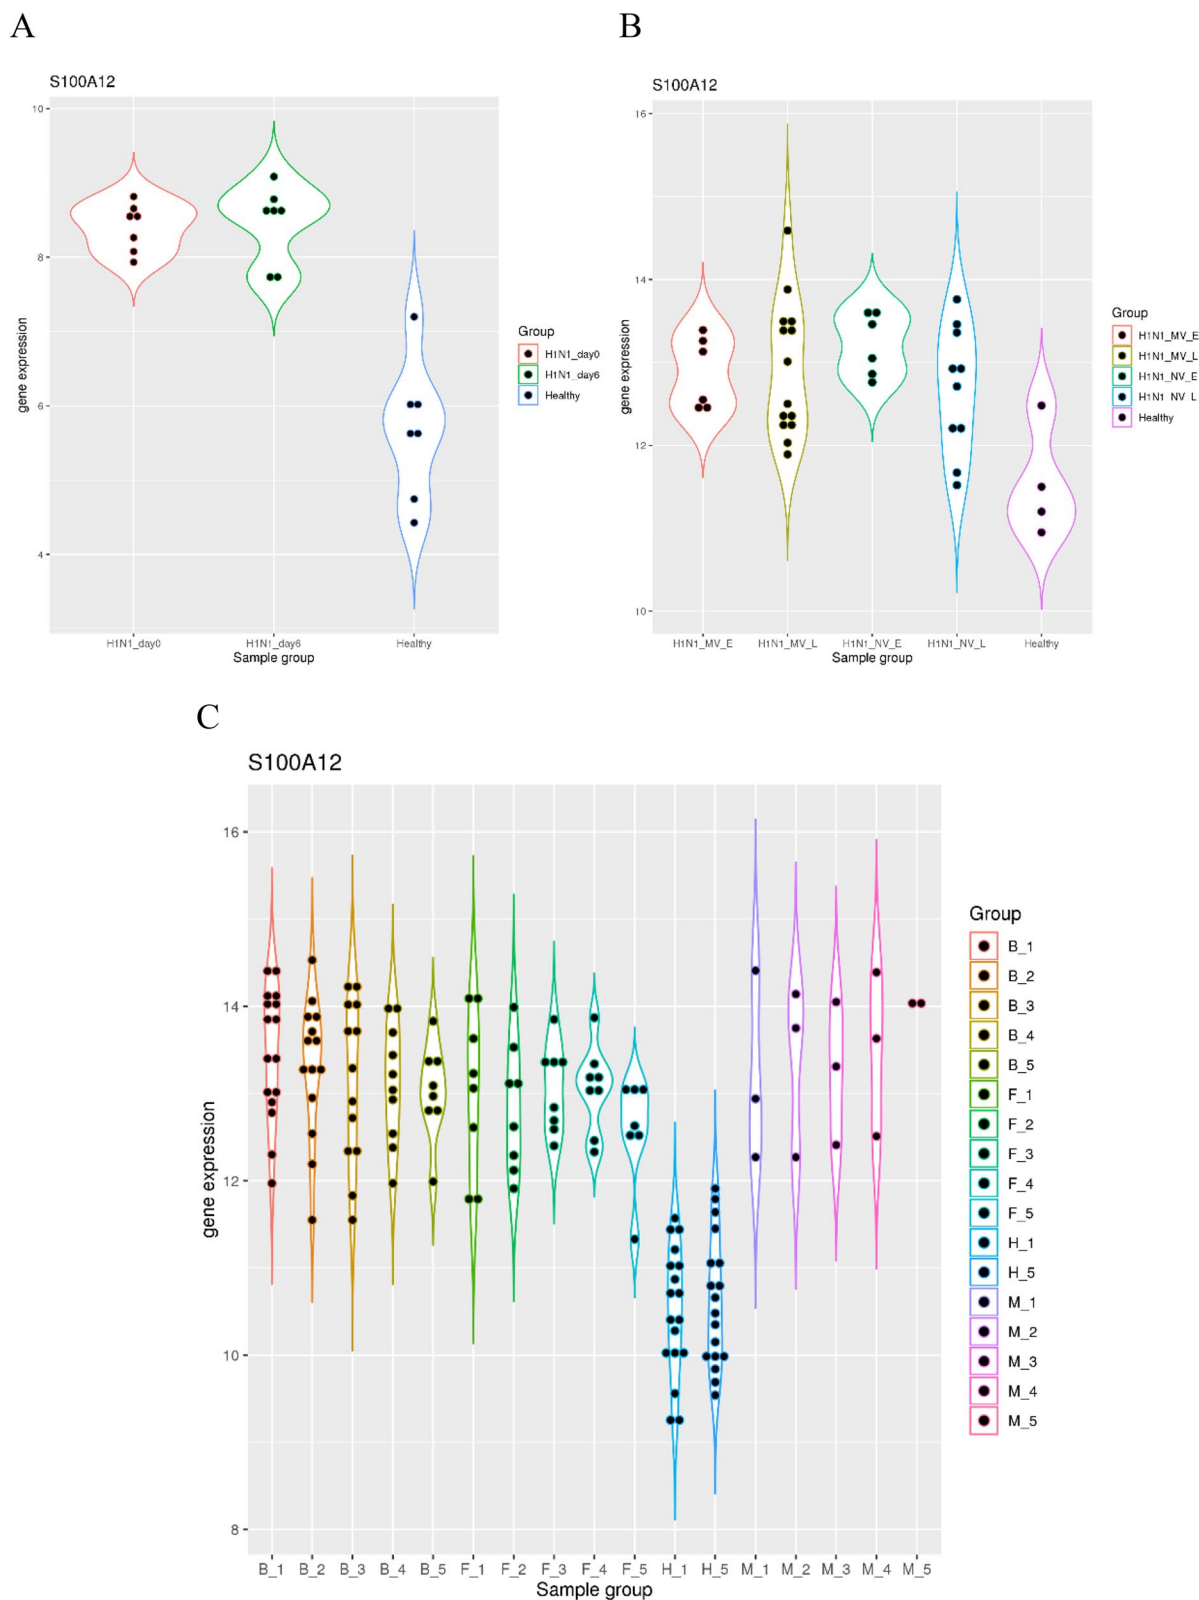 A
S100A12
10
8
6
4
gene expression
H1N1_day0
H1N1_day6
Healthy
Sample group
Group
H1N1_day0
H1N1_day6
Healthy
B
S100A12
16
14
12
10
gene expression
H1N1_MV_E
H1N1_MV_L
H1N1_NV_E
H1N1_NV_L
Healthy
Sample group
Group
H1N1_MV_E
H1N1_MV_L
H1N1_NV_E
H1N1_NV_L
Healthy
C
S100A12
16
14
12
10
8
gene expression
B_1
B_2
B_3
B_4
B_5
F_1
F_2
F_3
F_4
F_5
H_1
H_5
M_1
M_2
M_3
M_4
M_5
Sample group
Group
B_1
B_2
B_3
B_4
B_5
F_1
F_2
F_3
F_4
F_5
H_1
H_5
M_1
M_2
M_3
M_4
M_5